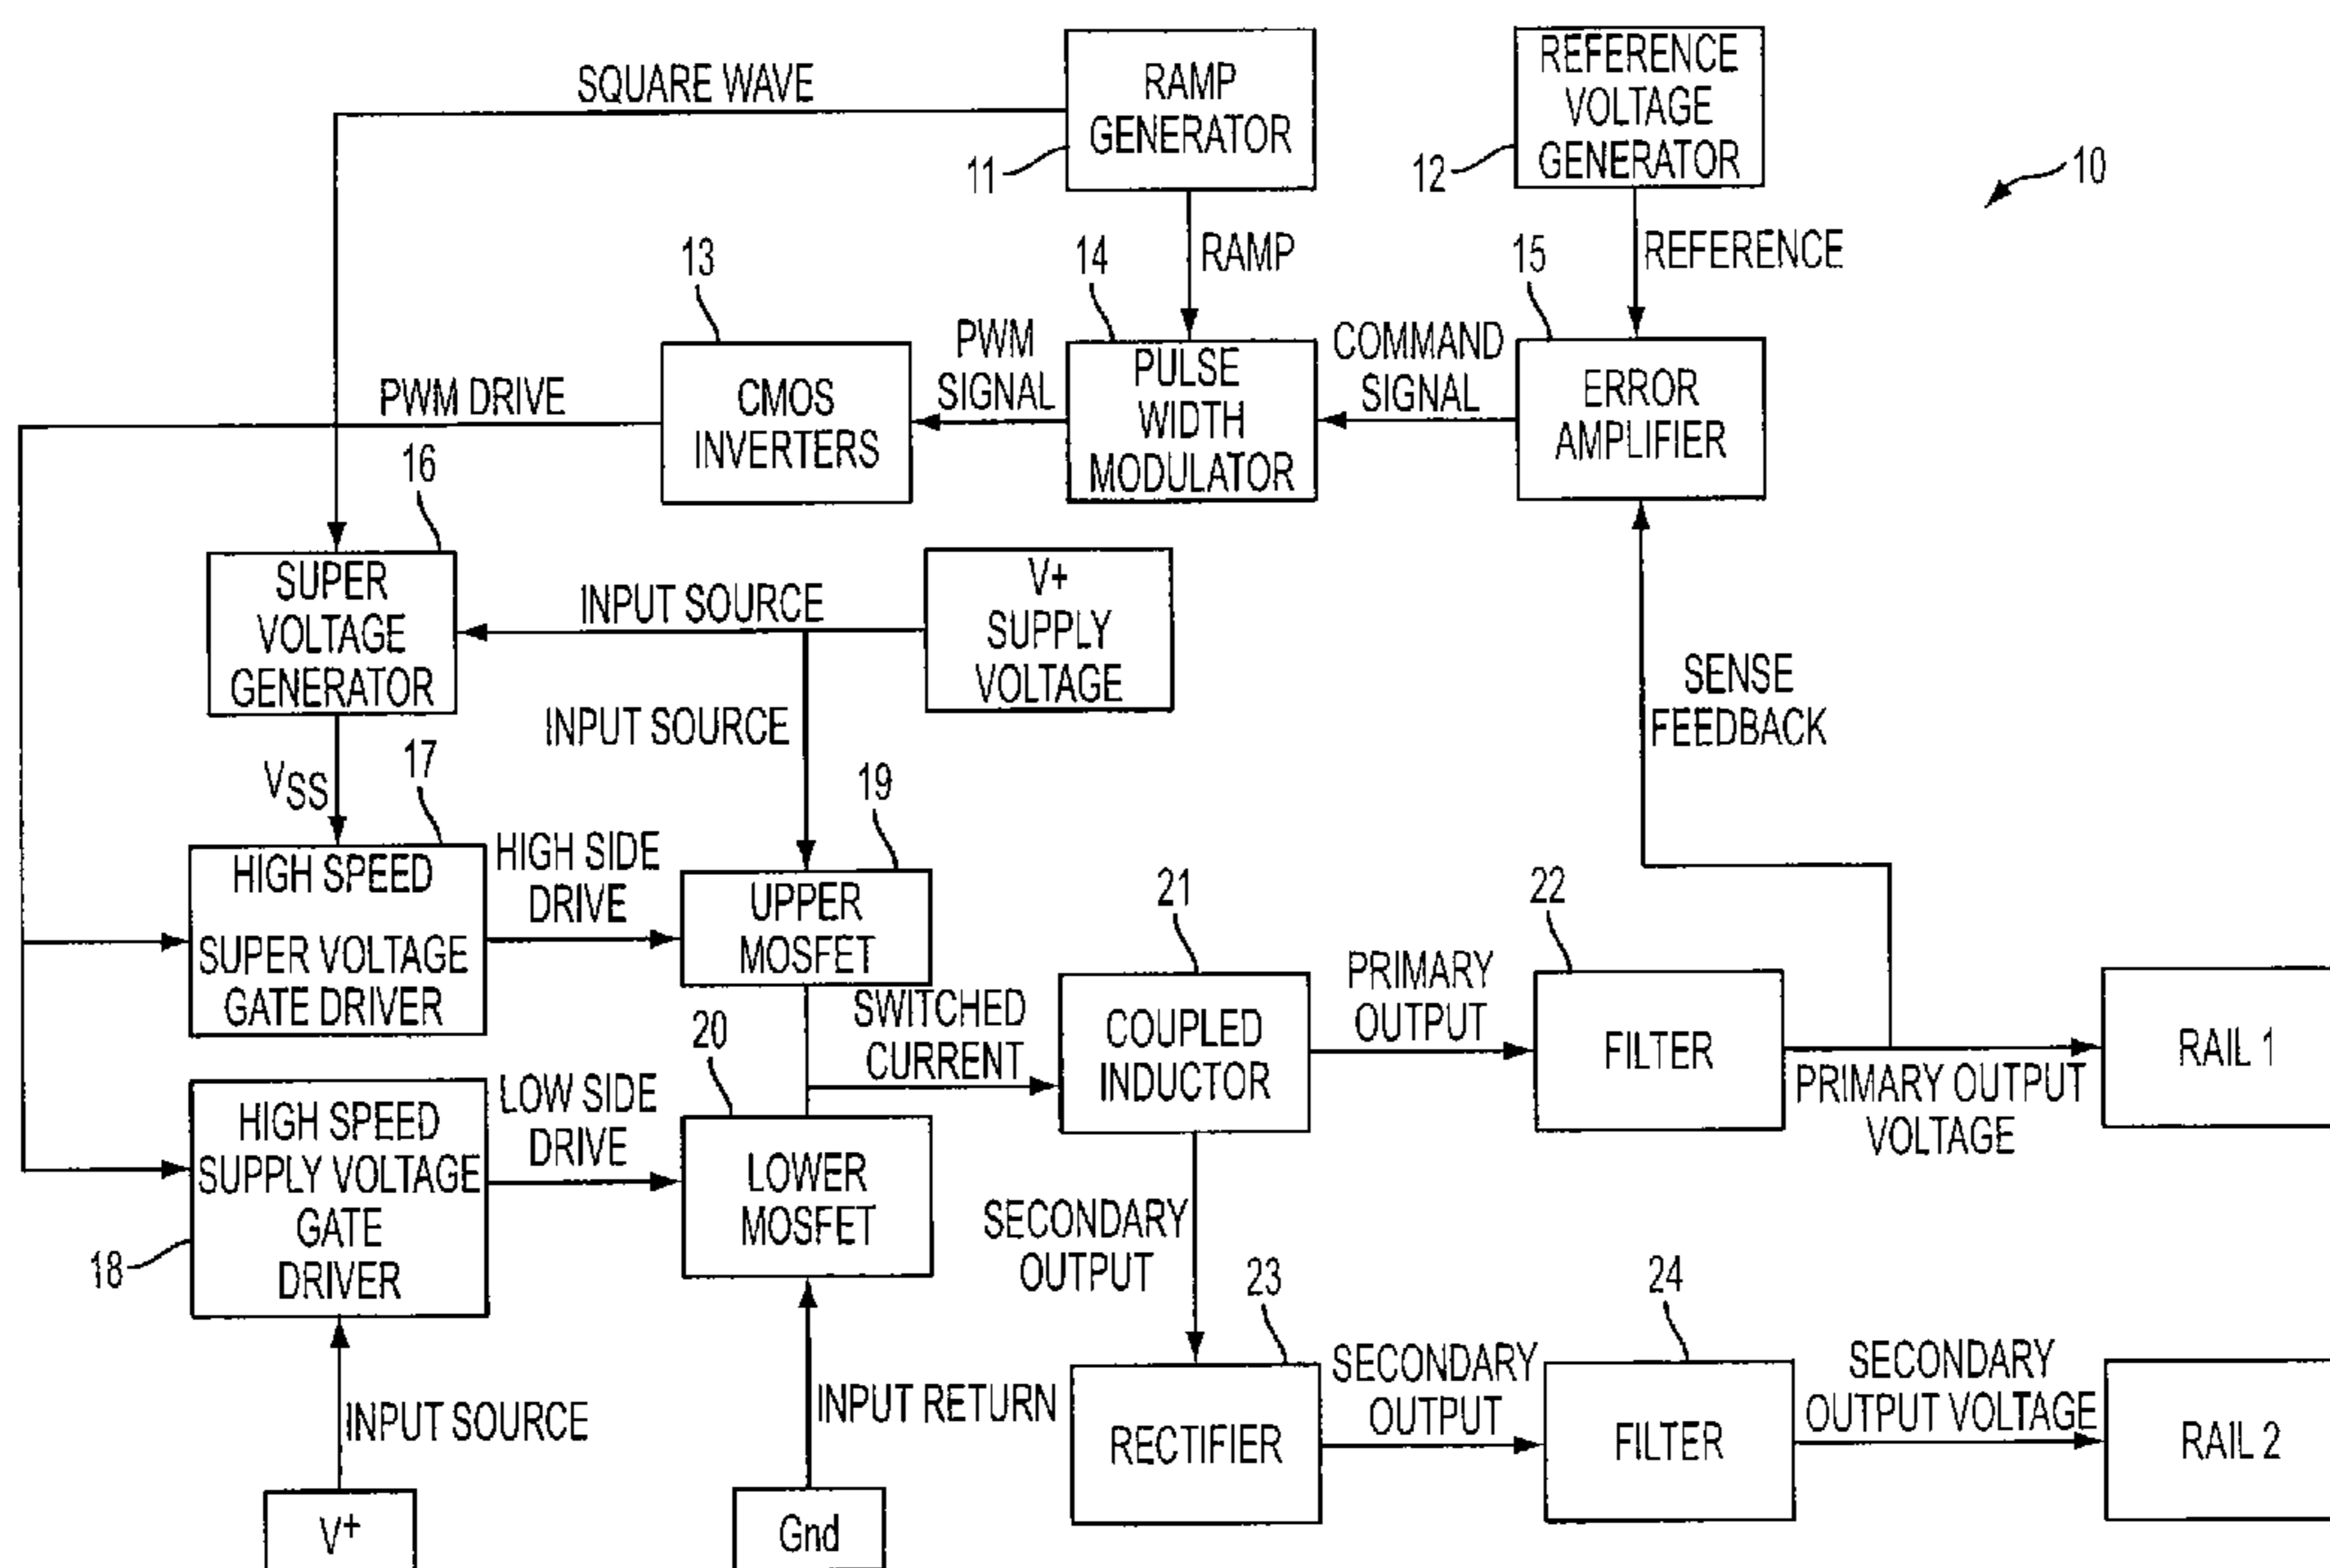 SQUARE WAVE
RAMP
GENERATOR
11
REFERENCE
VOLTAGE
GENERATOR
12
10
RAMP
REFERENCE
13
14
15
PWM DRIVE
CMOS
INVERTERS
PWM
SIGNAL
PULSE
WIDTH
MODULATOR
COMMAND
SIGNAL
ERROR
AMPLIFIER
16
SUPER
VOLTAGE
GENERATOR
INPUT SOURCE
V+
SUPPLY
VOLTAGE
INPUT SOURCE
SENSE
FEEDBACK
VSS
17
19
HIGH SPEED
SUPER VOLTAGE
GATE DRIVER
HIGH SIDE
DRIVE
UPPER
MOSFET
21
22
20
SWITCHED
CURRENT
COUPLED
INDUCTOR
PRIMARY
OUTPUT
FILTER
PRIMARY OUTPUT
VOLTAGE
RAIL 1
HIGH SPEED
SUPPLY VOLTAGE
GATE
DRIVER
18
LOW SIDE
DRIVE
LOWER
MOSFET
SECONDARY
OUTPUT
23
24
INPUT SOURCE
INPUT RETURN
RECTIFIER
SECONDARY
OUTPUT
FILTER
SECONDARY
OUTPUT VOLTAGE
RAIL 2
V+
Gnd